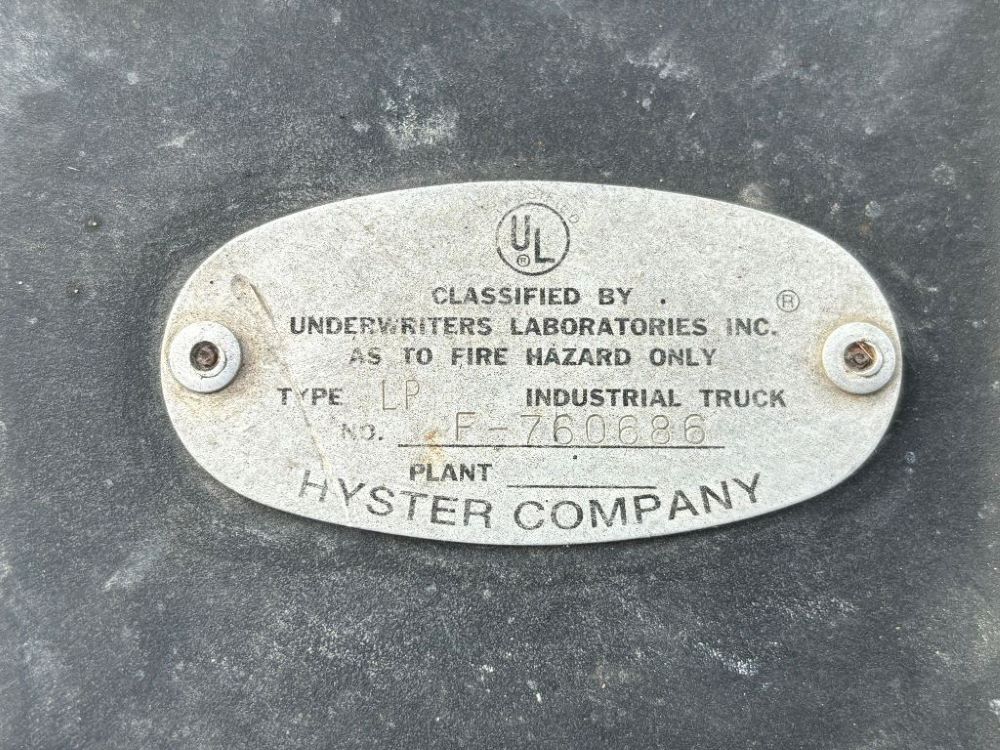 UL ®
CLASSIFIED BY ®
UNDERWRITERS LABORATORIES INC.
AS TO FIRE HAZARD ONLY
TYPE LP INDUSTRIAL TRUCK
NO. F-760686
PLANT
HYSTER COMPANY